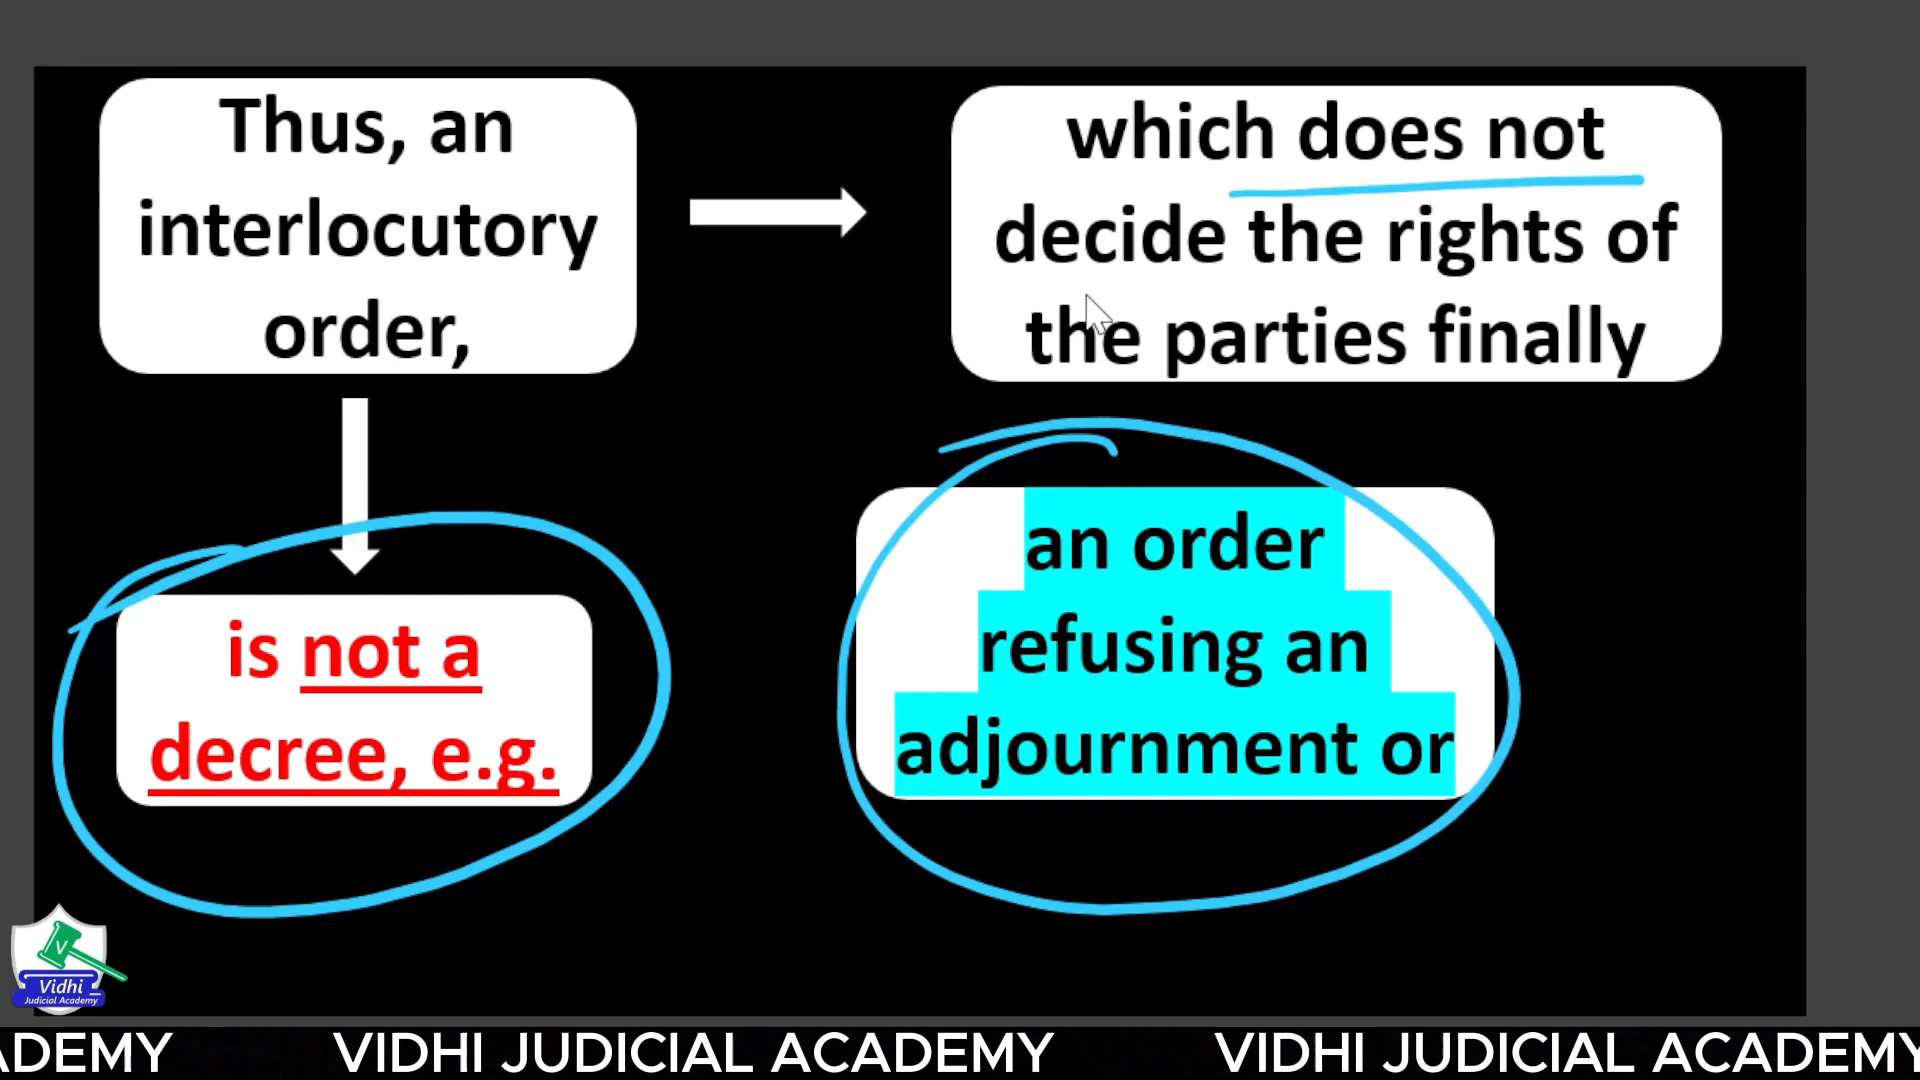 Thus, an
interlocutory
order,
which does not
decide the rights of
the parties finally
is not a
decree, e.g.
an order
refusing an
adjournment or
V
Vidhi
Judicial Academy
ADEMY VIDHI JUDICIAL ACADEMY VIDHI JUDICIAL ACADEMY